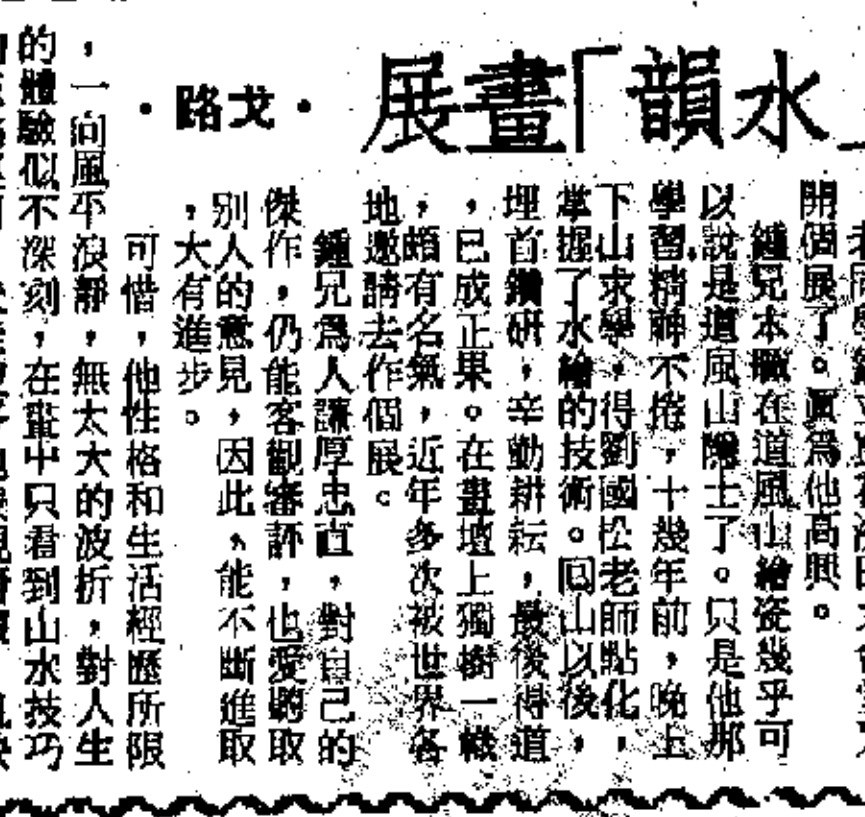 「水韻」畫展
・戈路・
開個展了。眞爲他高興。
鍾兄本職在道風山繪瓷幾乎可
以說是道風山隱士了。只是他那
學習精神不捲,十幾年前,晚上
下山求學,得劉國松老師點化,
掌握了水繪的技術。回山以後,
埋首鑽研,辛勤耕耘,最後得道
,已成正果。在畫壇上獨樹一幟
,頗有名氣,近年多次被世界各
地邀請去作個展。
鍾兄爲人謙厚忠直,對自己的
傑作,仍能客觀審評,也愛聽取
別人的意見,因此、能不斷進取
,大有進步。
可惜,他性格和生活經歷所限
,一向風平浪靜,無太大的波折,對人生
的體驗似不深刻,在畫中只看到山水技巧